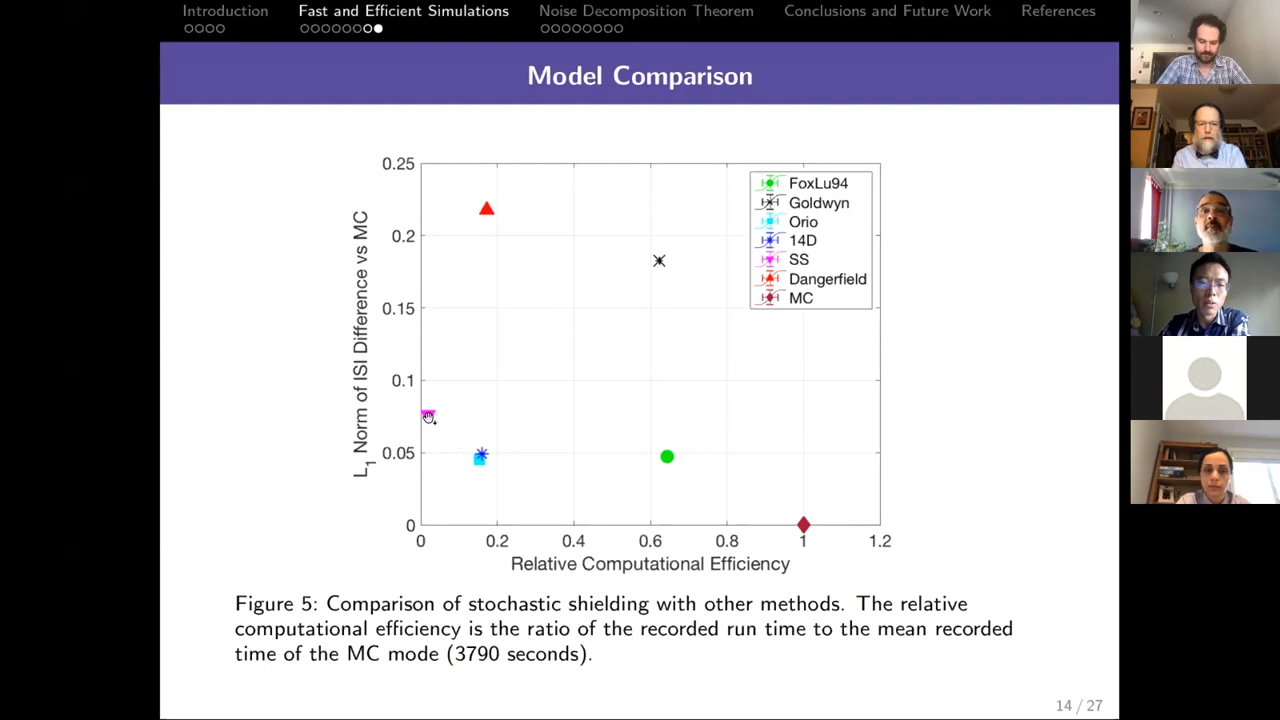 Introduction
Fast and Efficient Simulations
Noise Decomposition Theorem
Conclusions and Future Work
References
Model Comparison
0.25
0.2
0.15
0.1
0.05
0
L1 Norm of ISI Difference vs MC
FoxLu94
Goldwyn
Orio
14D
SS
Dangerfield
MC
0
0.2
0.4
0.6
0.8
1
1.2
Relative Computational Efficiency
Figure 5: Comparison of stochastic shielding with other methods. The relative
computational efficiency is the ratio of the recorded run time to the mean recorded
time of the MC mode (3790 seconds).
14 / 27